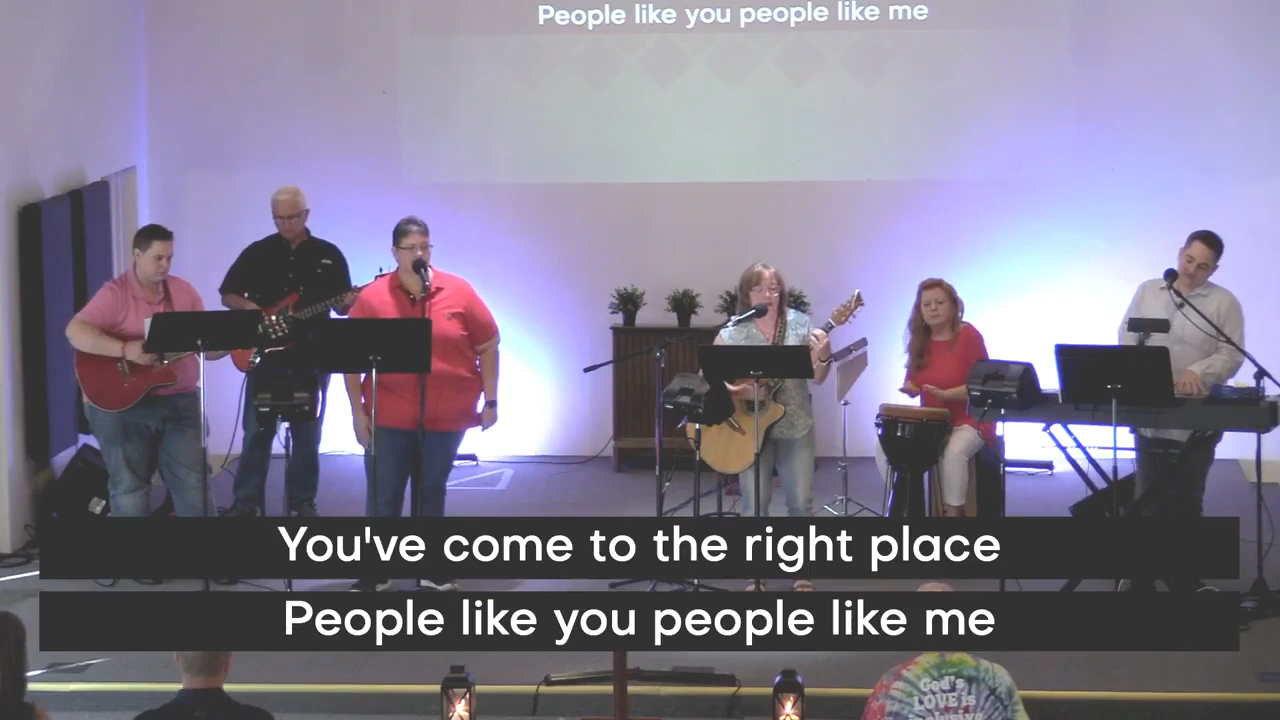 People like you people like me
You've come to the right place
People like you people like me
God's
LOVE is